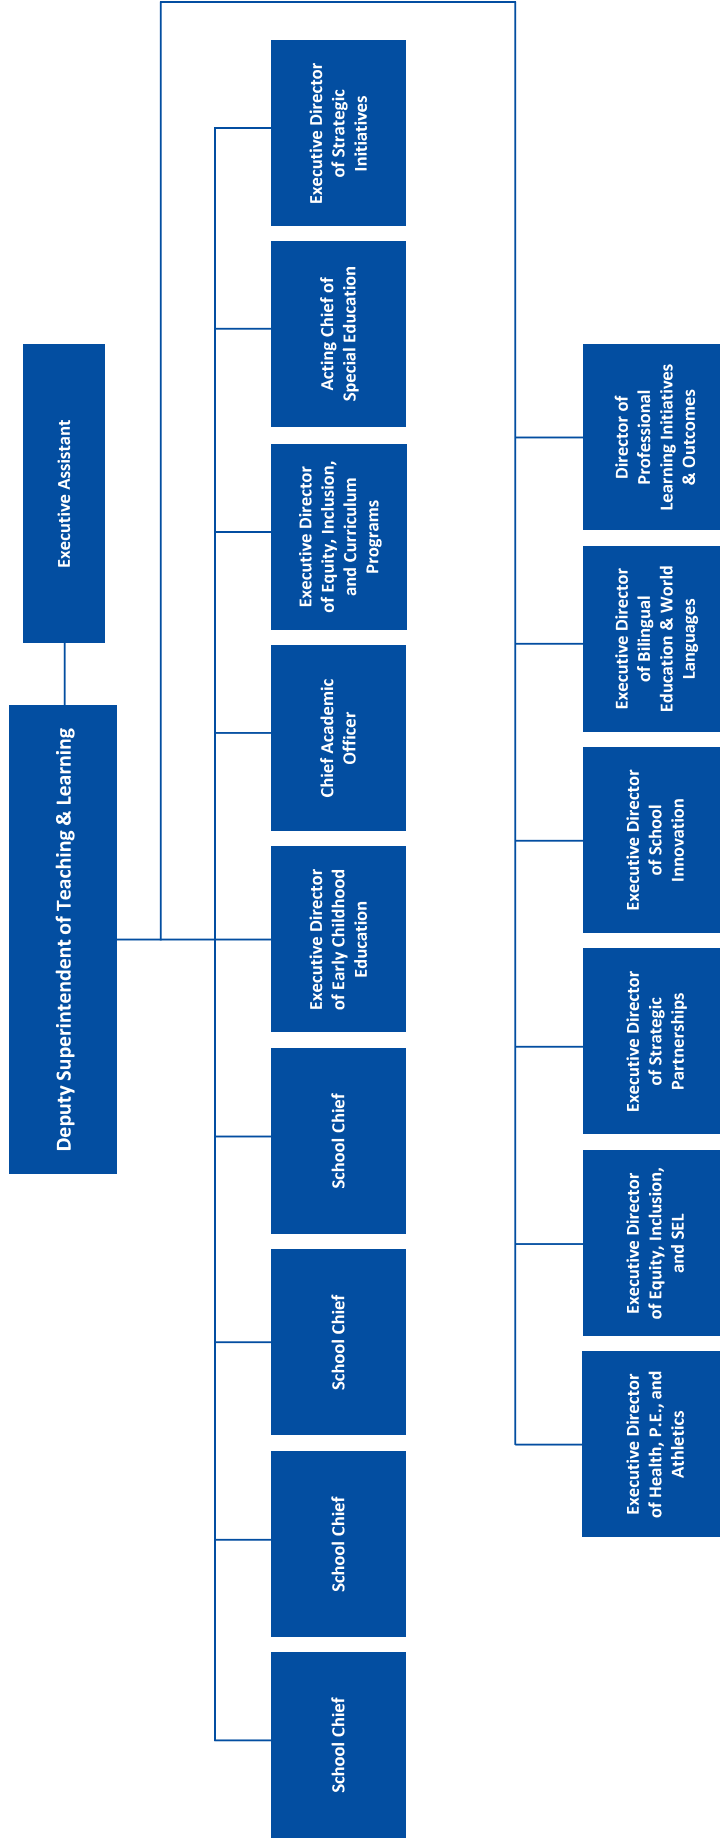 Deputy Superintendent of Teaching & Learning
Executive Assistant
School Chief
School Chief
School Chief
School Chief
Executive Director
of Early Childhood
Education
Chief Academic
Officer
Executive Director
of Equity, Inclusion,
and Curriculum
Programs
Acting Chief of
Special Education
Executive Director
of Strategic
Initiatives
Executive Director
of Health, P.E., and
Athletics
Executive Director
of Equity, Inclusion,
and SEL
Executive Director
of Strategic
Partnerships
Executive Director
of School
Innovation
Executive Director
of Bilingual
Education & World
Languages
Director of
Professional
Learning Initiatives
& Outcomes